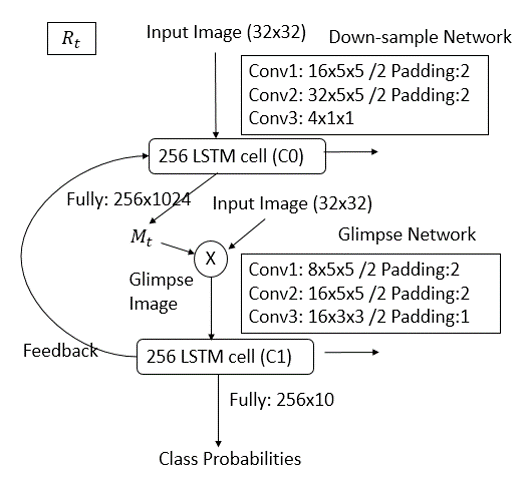 R_t
Input Image (32x32)
Down-sample Network
Conv1: 16x5x5 /2 Padding:2
Conv2: 32x5x5 /2 Padding:2
Conv3: 4x1x1
256 LSTM cell (C0)
Fully: 256x1024
Input Image (32x32)
M_t
X
Glimpse Network
Glimpse
Image
Conv1: 8x5x5 /2 Padding:2
Conv2: 16x5x5 /2 Padding:2
Conv3: 16x3x3 /2 Padding:1
Feedback
256 LSTM cell (C1)
Fully: 256x10
Class Probabilities